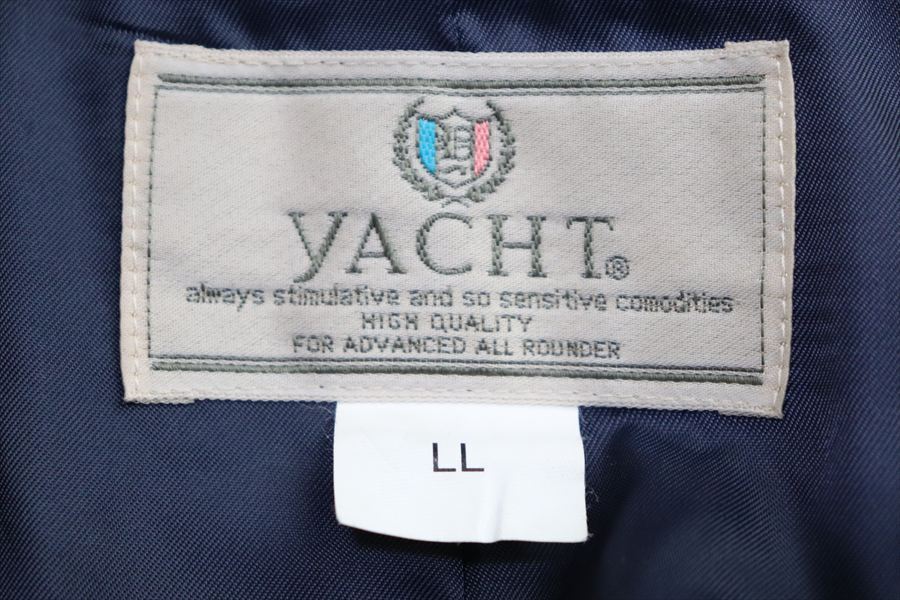 YACHT®
always stimulative and so sensitive comodities
HIGH QUALITY
FOR ADVANCED ALL ROUNDER
LL